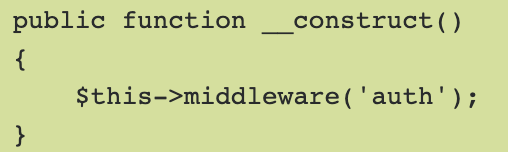 public function __construct()
{
    $this->middleware('auth');
}